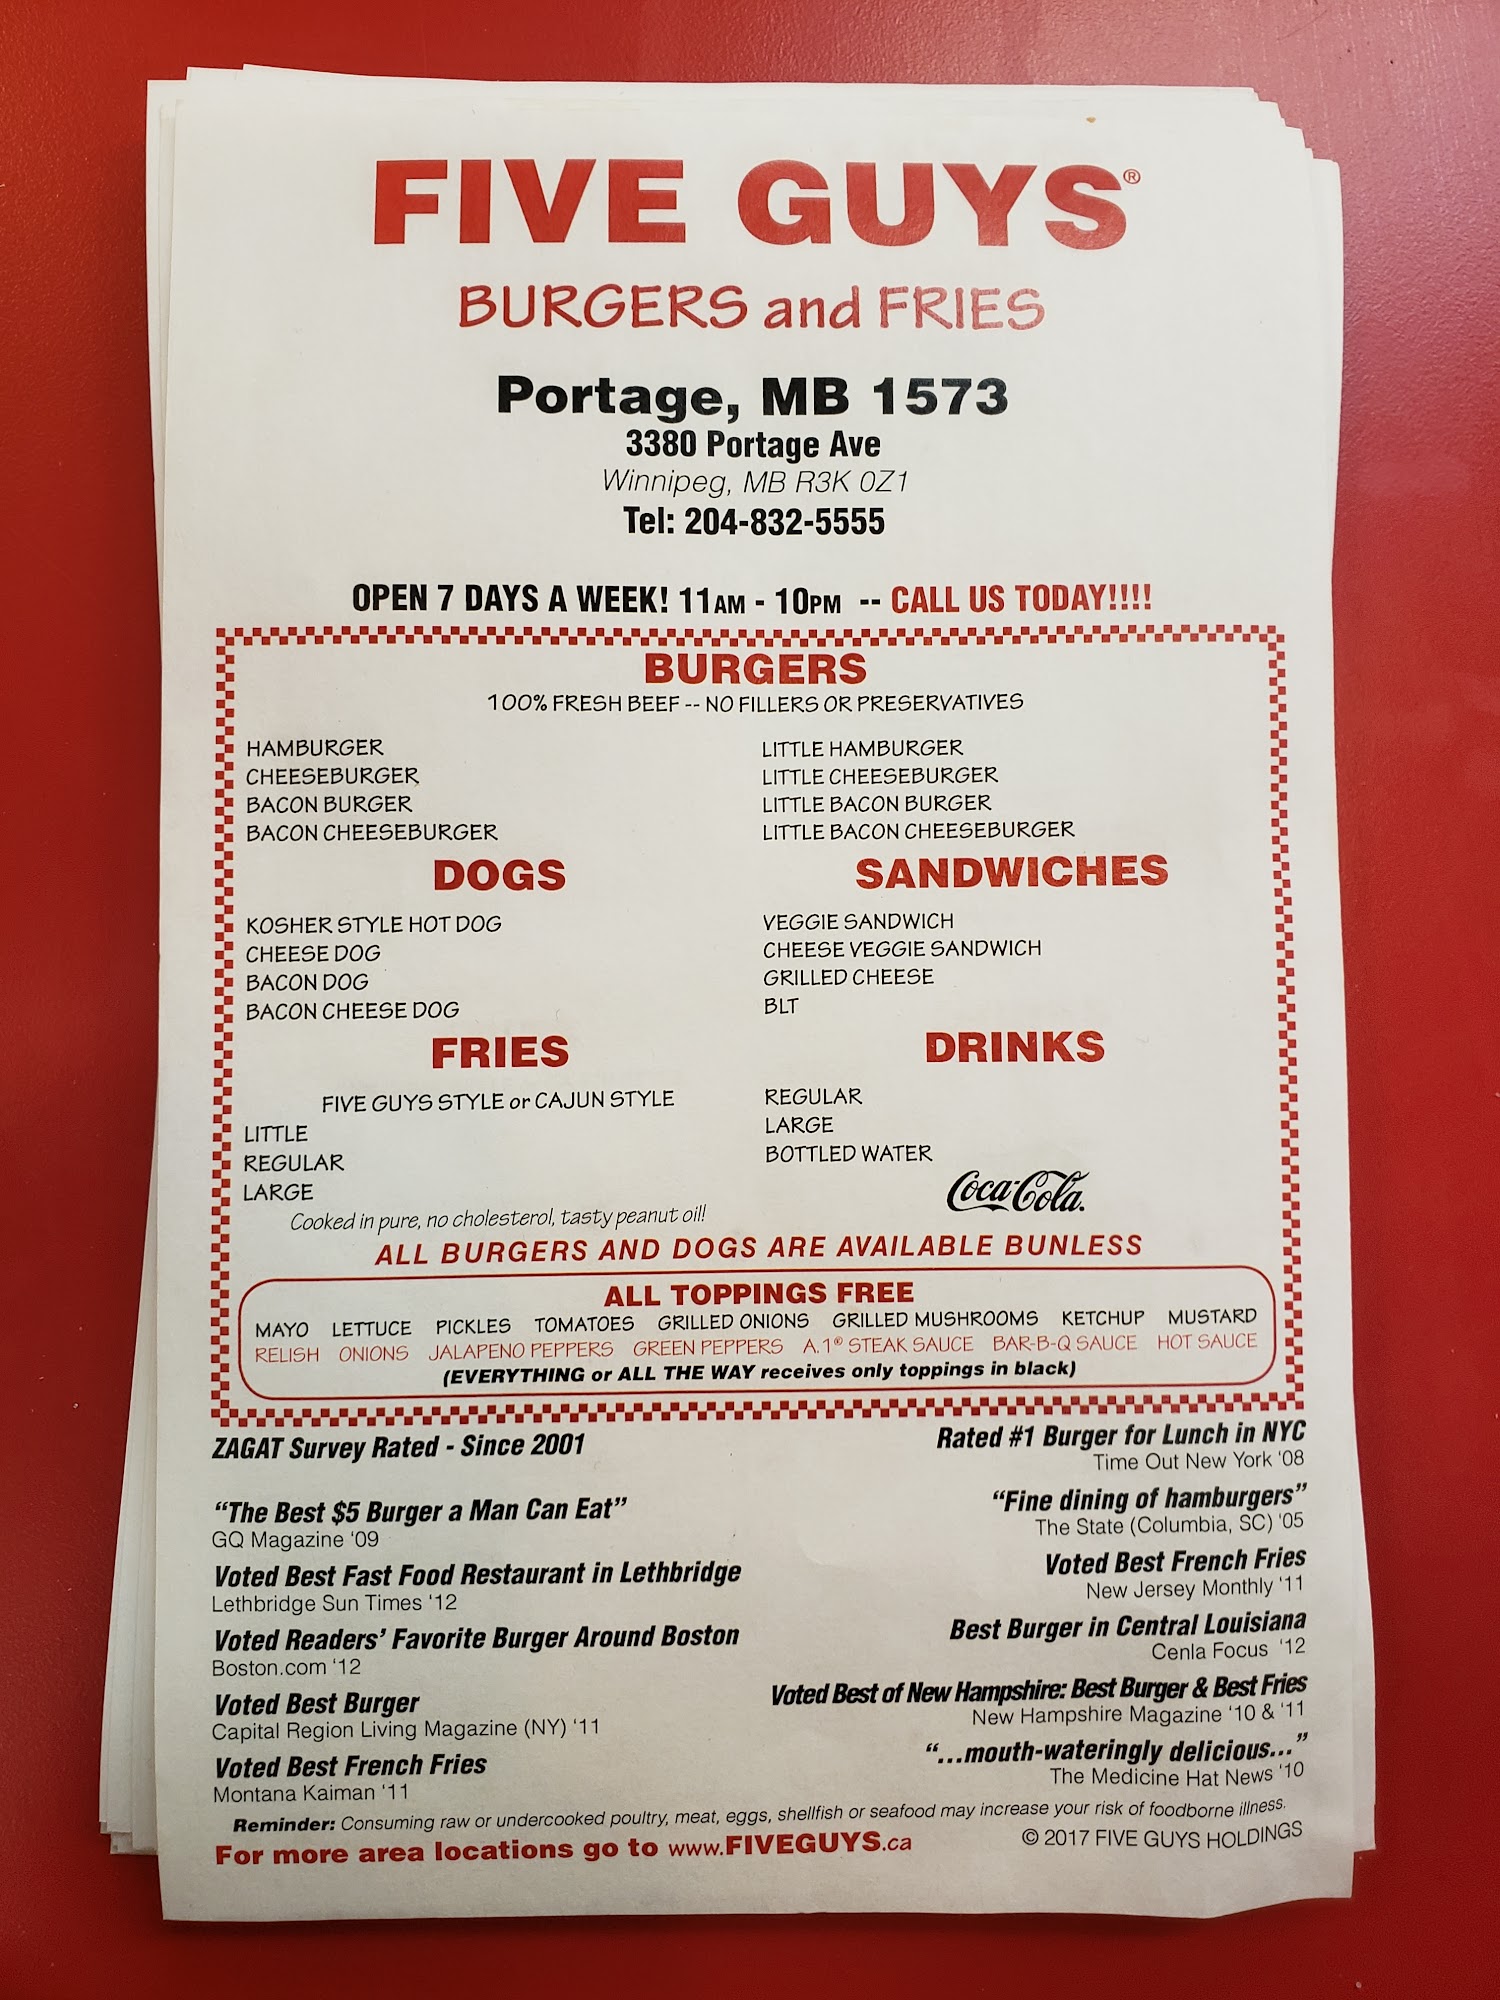 FIVE GUYS®
BURGERS and FRIES
Portage, MB 1573
3380 Portage Ave
Winnipeg, MB R3K 0Z1
Tel: 204-832-5555
OPEN 7 DAYS A WEEK! 11AM - 10PM -- CALL US TODAY!!!!
BURGERS
100% FRESH BEEF -- NO FILLERS OR PRESERVATIVES
HAMBURGER
CHEESEBURGER
BACON BURGER
BACON CHEESEBURGER
LITTLE HAMBURGER
LITTLE CHEESEBURGER
LITTLE BACON BURGER
LITTLE BACON CHEESEBURGER
DOGS
KOSHER STYLE HOT DOG
CHEESE DOG
BACON DOG
BACON CHEESE DOG
SANDWICHES
VEGGIE SANDWICH
CHEESE VEGGIE SANDWICH
GRILLED CHEESE
BLT
FRIES
FIVE GUYS STYLE or CAJUN STYLE
LITTLE
REGULAR
LARGE
Cooked in pure, no cholesterol, tasty peanut oil!
DRINKS
REGULAR
LARGE
BOTTLED WATER
Coca-Cola.
ALL BURGERS AND DOGS ARE AVAILABLE BUNLESS
ALL TOPPINGS FREE
MAYO LETTUCE PICKLES TOMATOES GRILLED ONIONS GRILLED MUSHROOMS KETCHUP MUSTARD
RELISH ONIONS JALAPENO PEPPERS GREEN PEPPERS A.1® STEAK SAUCE BAR-B-Q SAUCE HOT SAUCE
(EVERYTHING or ALL THE WAY receives only toppings in black)
ZAGAT Survey Rated - Since 2001
"The Best $5 Burger a Man Can Eat"
GQ Magazine '09
Voted Best Fast Food Restaurant in Lethbridge
Lethbridge Sun Times '12
Voted Readers' Favorite Burger Around Boston
Boston.com '12
Voted Best Burger
Capital Region Living Magazine (NY) '11
Voted Best French Fries
Montana Kaiman '11
Rated #1 Burger for Lunch in NYC
Time Out New York '08
"Fine dining of hamburgers"
The State (Columbia, SC) '05
Voted Best French Fries
New Jersey Monthly '11
Best Burger in Central Louisiana
Cenla Focus '12
Voted Best of New Hampshire: Best Burger & Best Fries
New Hampshire Magazine '10 & '11
"...mouth-wateringly delicious..."
The Medicine Hat News '10
Reminder: Consuming raw or undercooked poultry, meat, eggs, shellfish or seafood may increase your risk of foodborne illness.
For more area locations go to www.FIVEGUYS.ca
© 2017 FIVE GUYS HOLDINGS